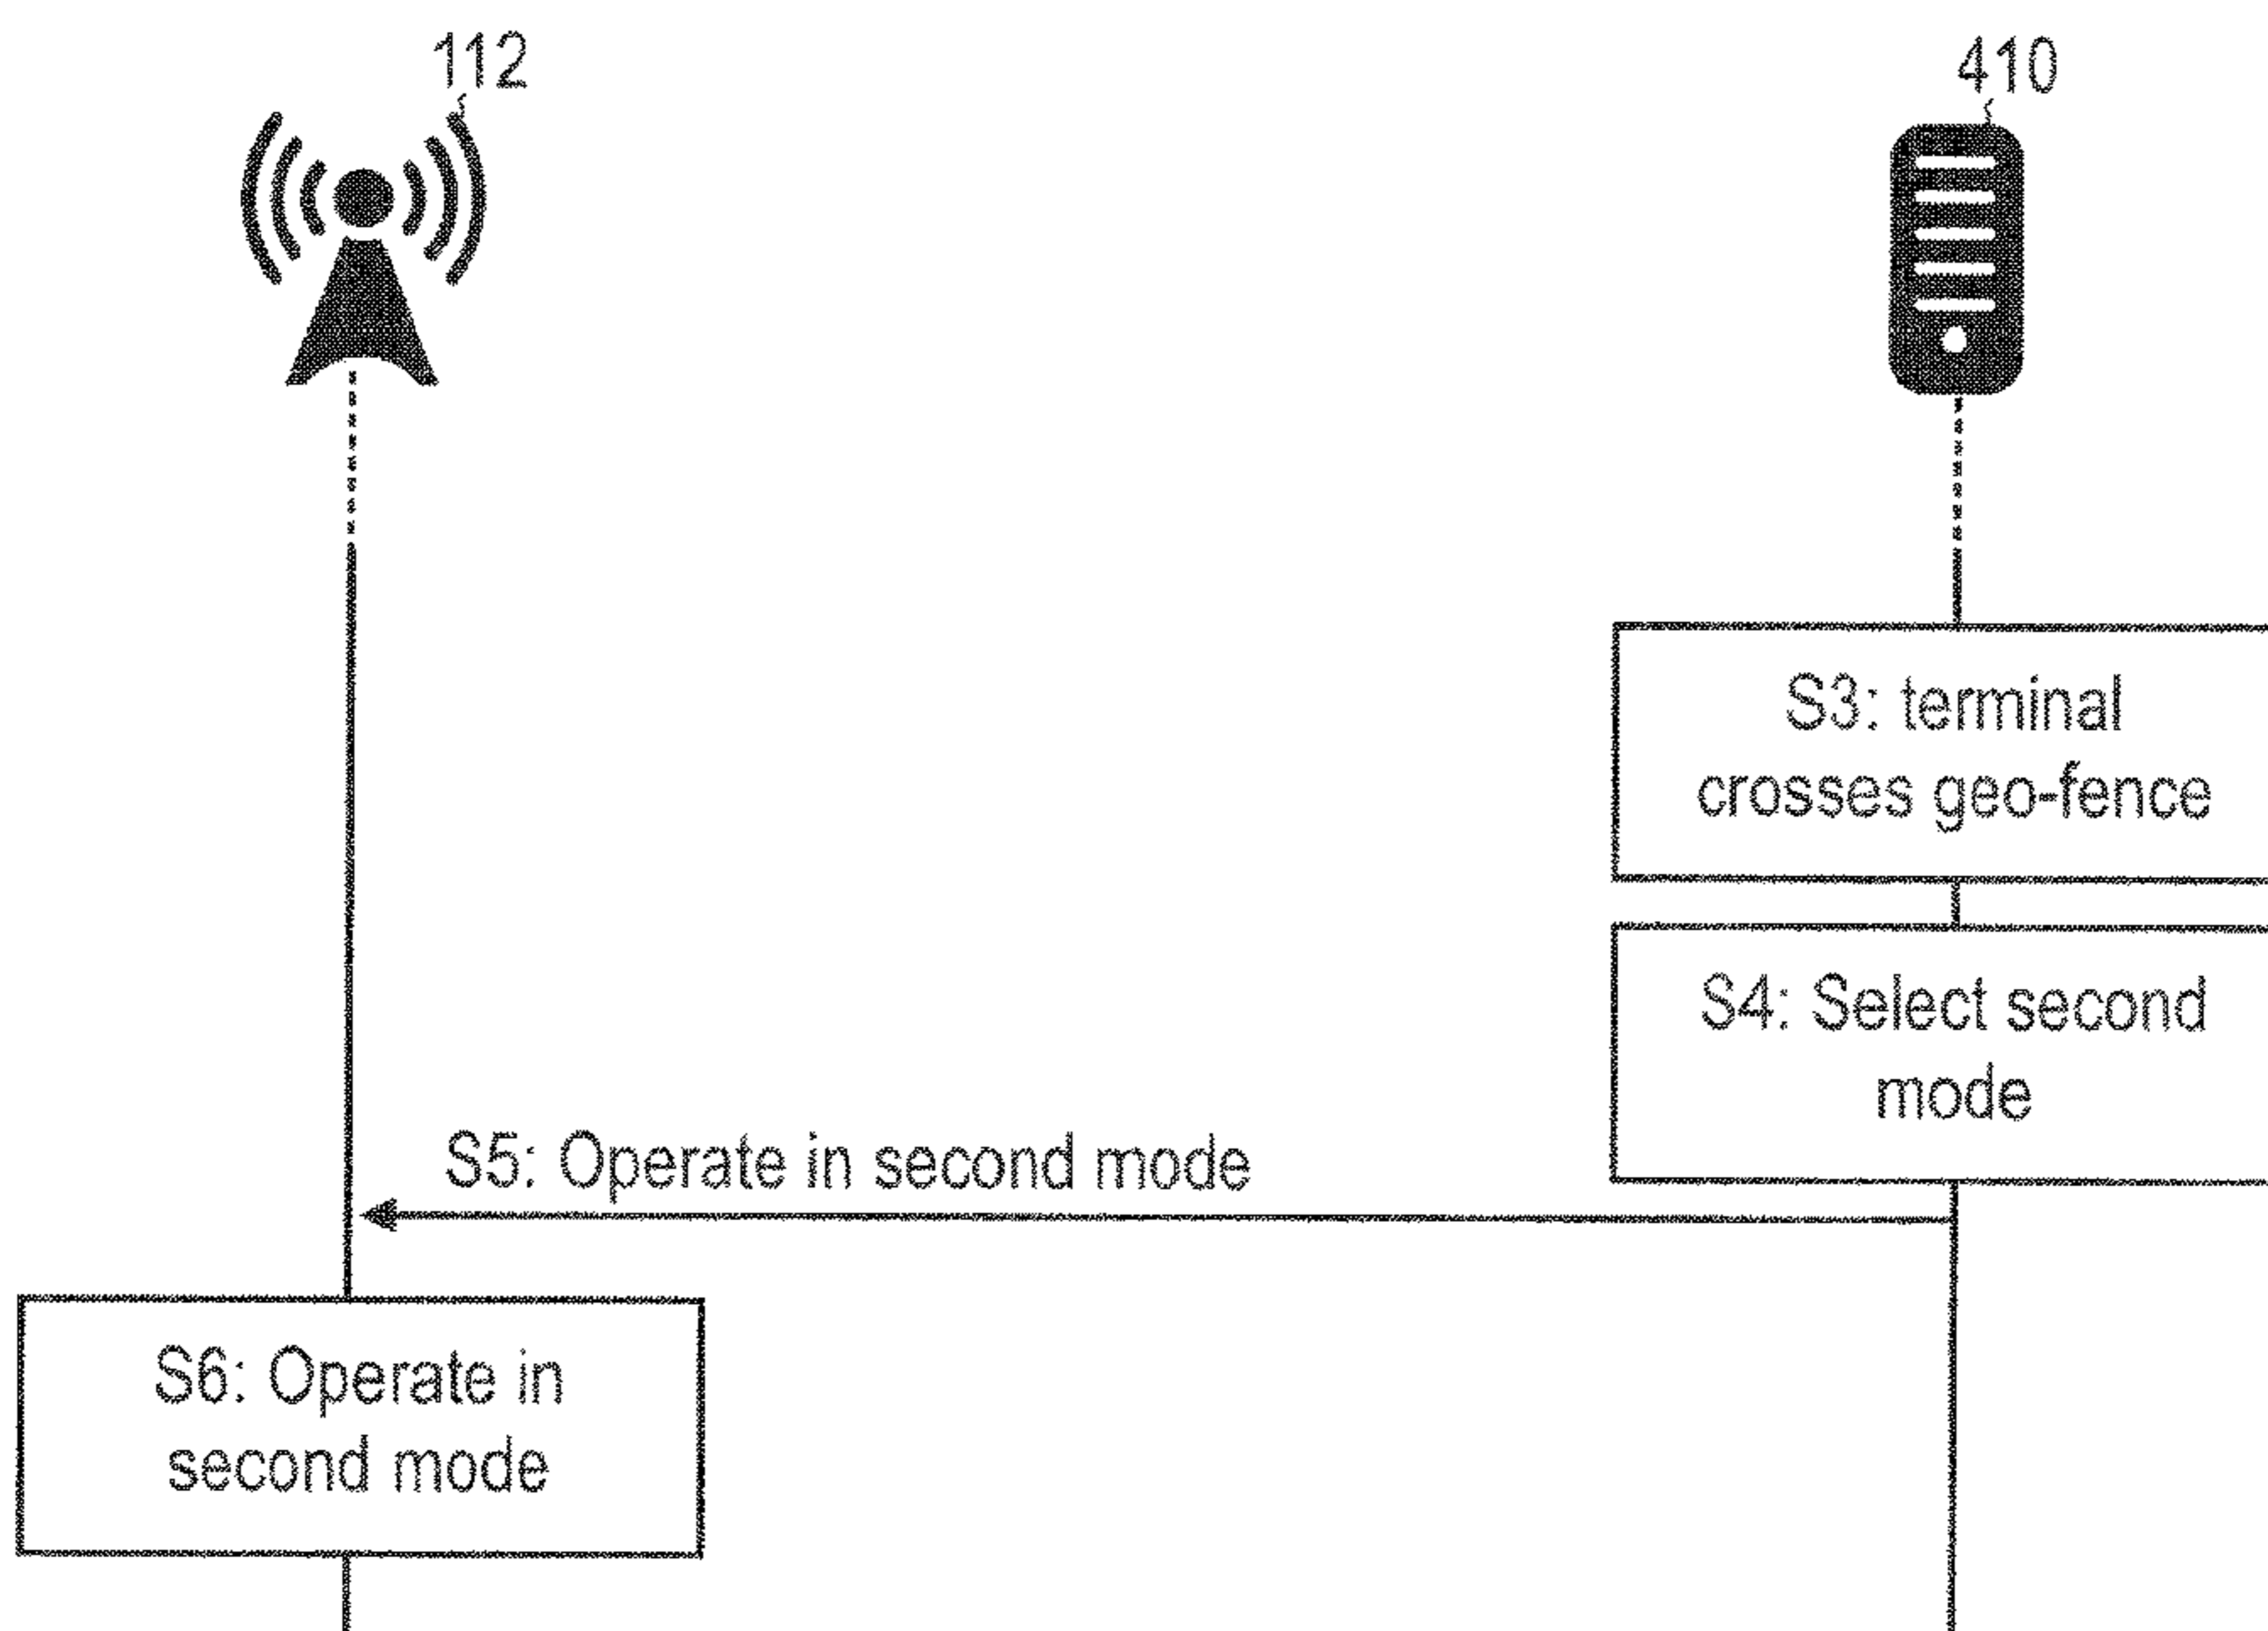 112
410
S3: terminal
crosses geo-fence
S4: Select second
mode
S5: Operate in second mode
S6: Operate in
second mode